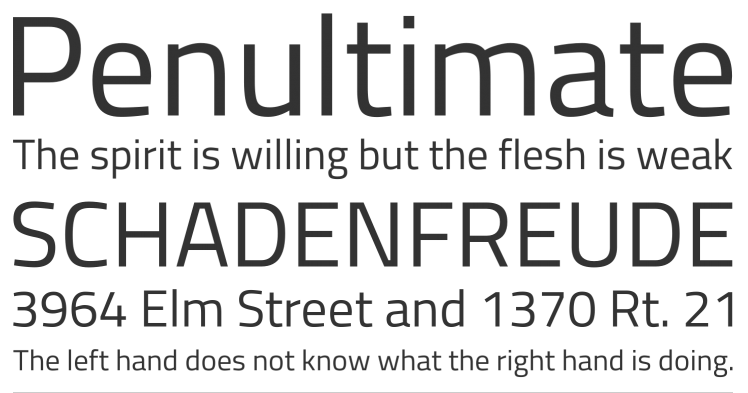 Penultimate
The spirit is willing but the flesh is weak
SCHADENFREUDE
3964 Elm Street and 1370 Rt. 21
The left hand does not know what the right hand is doing.